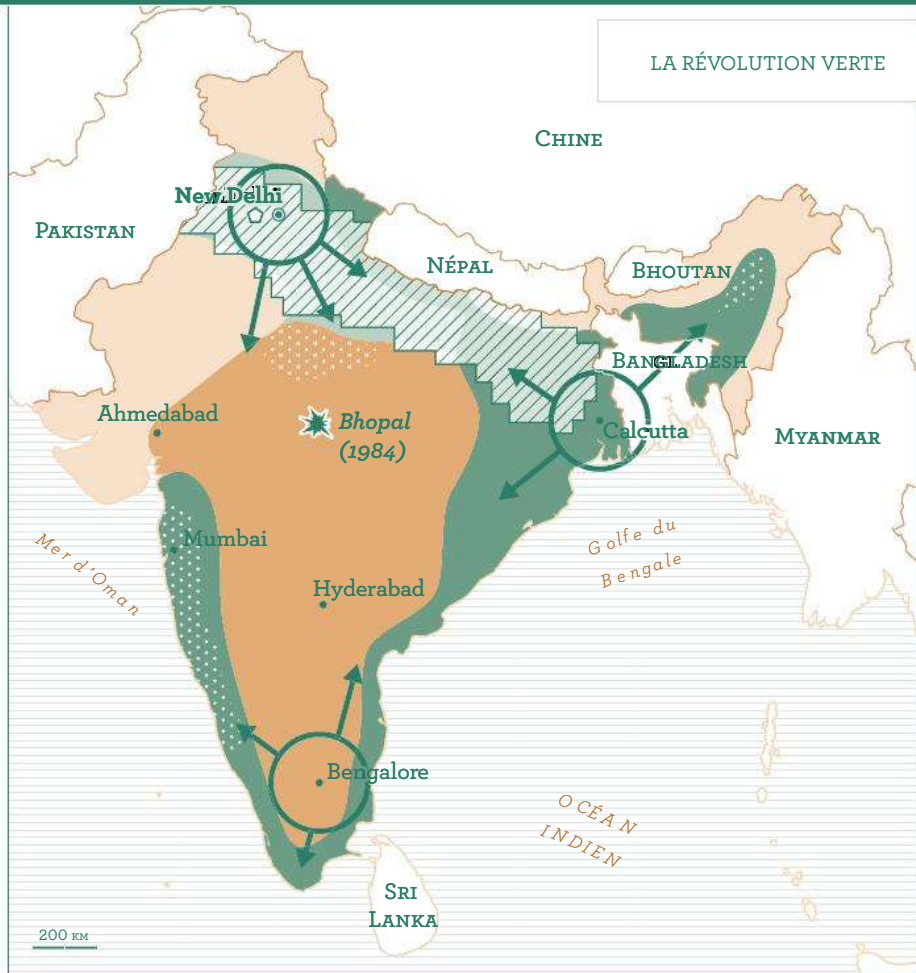 LA RÉVOLUTION VERTE
CHINE
New Delhi
PAKISTAN
NÉPAL
BHOUTAN
BANGLADESH
Ahmedabad
Bhopal
(1984)
Calcutta
MYANMAR
Mumbai
Mer d'Oman
Golfe du
Bengale
Hyderabad
Bengalore
OCÉAN
INDIEN
SRI
LANKA
200 KM